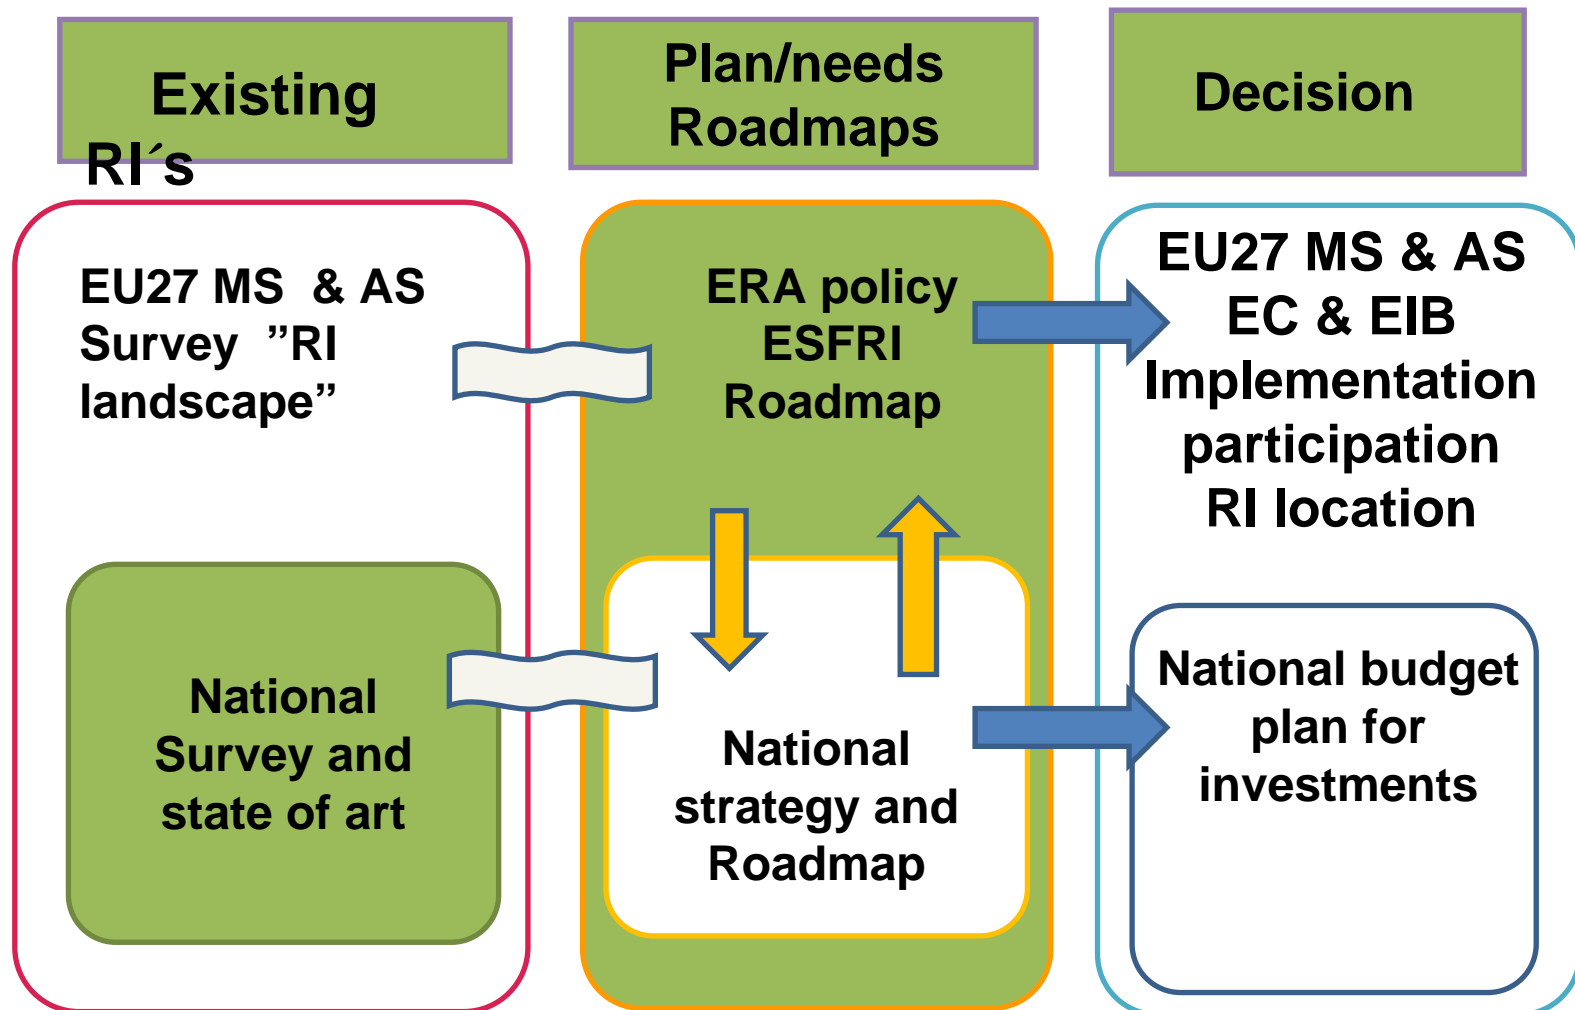 Existing
RI´s
Plan/needs
Roadmaps
Decision
EU27 MS & AS
Survey ”RI
landscape”
National
Survey and
state of art
ERA policy
ESFRI
Roadmap
National
strategy and
Roadmap
EU27 MS & AS
EC & EIB
Implementation
participation
RI location
National budget
plan for
investments